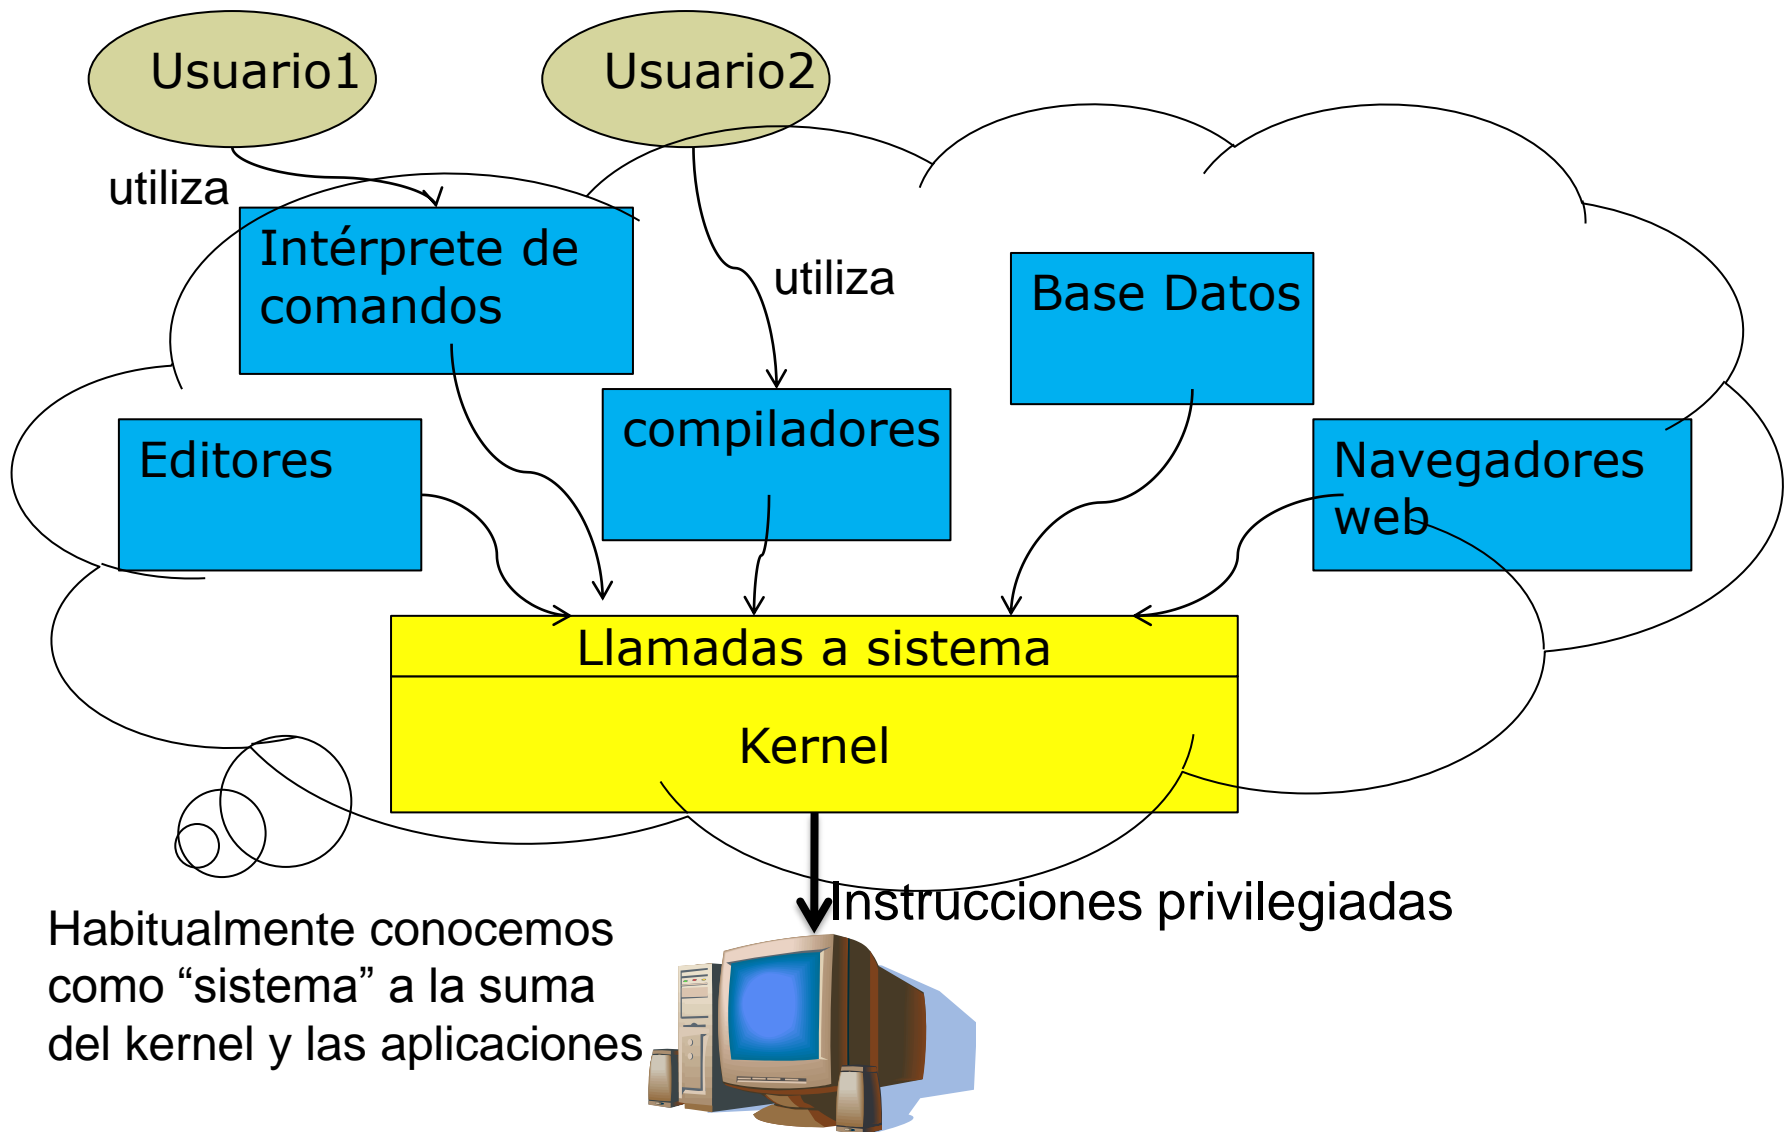 Usuario1
Usuario2
utiliza
Intérprete de
comandos
utiliza
Base Datos
compiladores
Editores
Navegadores
web
Llamadas a sistema
Kernel
Instrucciones privilegiadas
Habitualmente conocemos
como “sistema” a la suma
del kernel y las aplicaciones